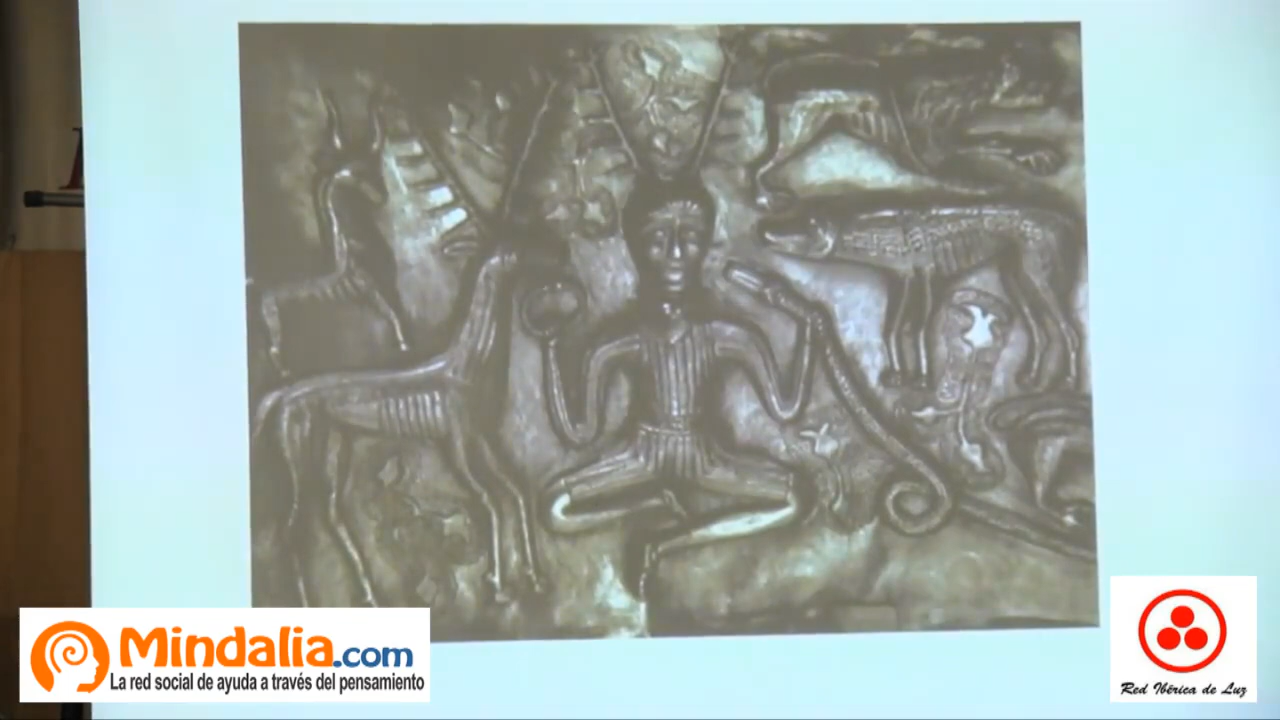 Mindalia.com
La red social de ayuda a través del pensamiento
Red Ibérica de Luz